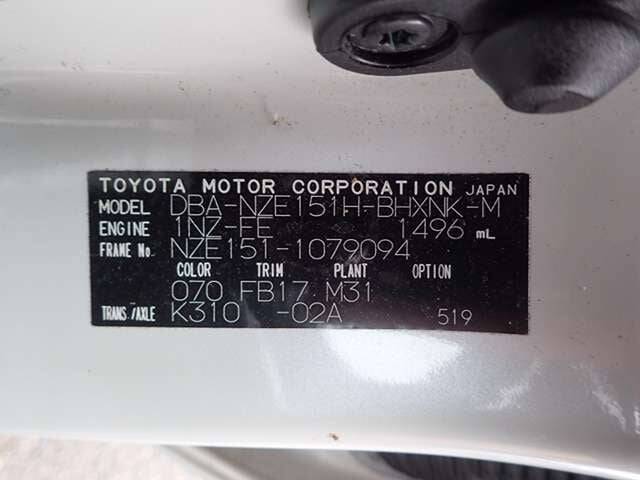 TOYOTA MOTOR CORPORATION JAPAN
MODEL DBA-NZE151H-BHXNK-M
ENGINE 1NZ-FE 1496 mL
FRAME No. NZE151-1079094
COLOR TRIM PLANT OPTION
070 FB17 M31
TRANS./AXLE K310 -02A 519